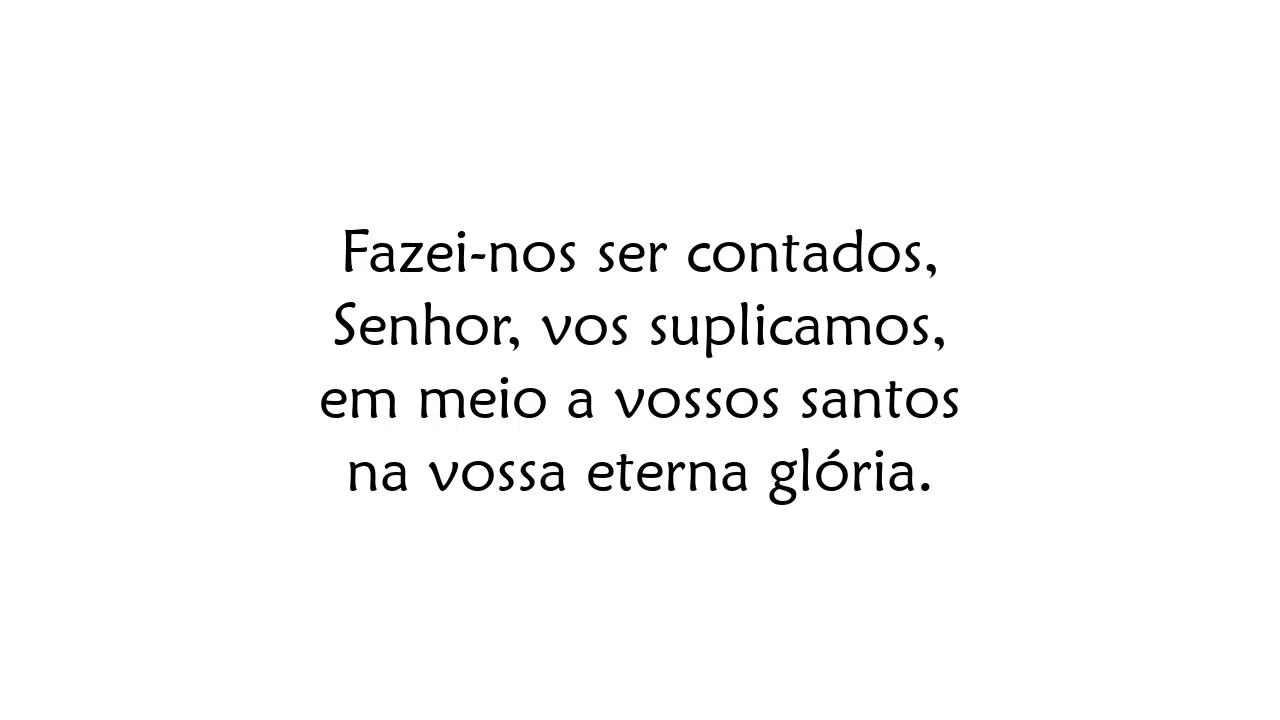 Fazei-nos ser contados,
Senhor, vos suplicamos,
em meio a vossos santos
na vossa eterna glória.